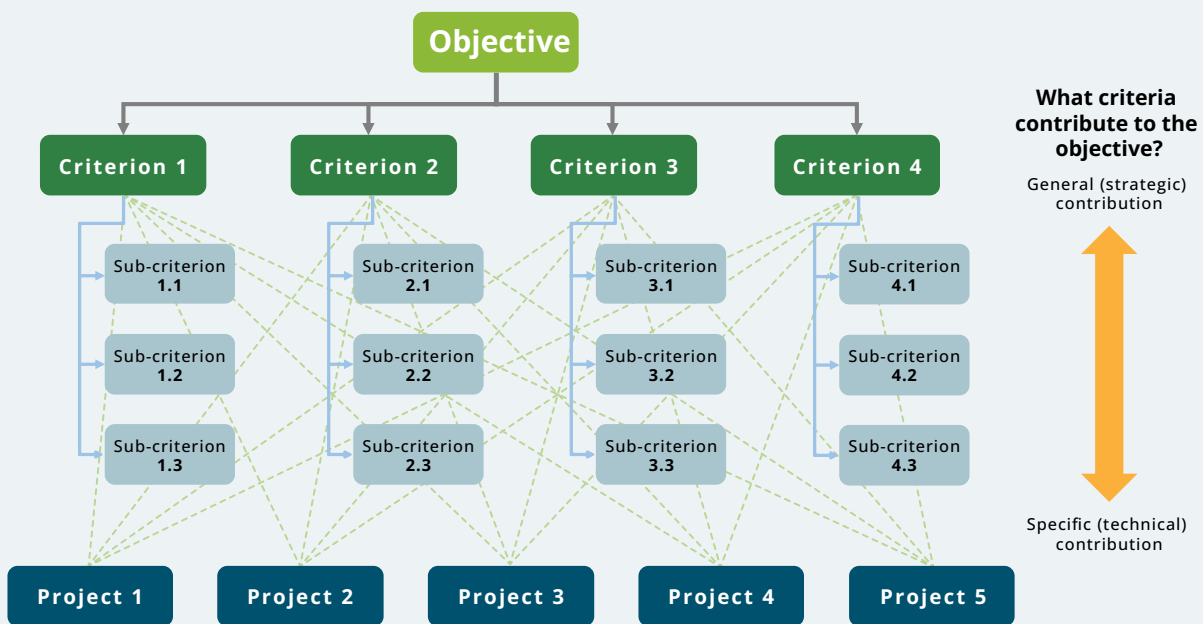 Objective
What criteria
contribute to the
objective?
General (strategic)
contribution
Criterion 1
Criterion 2
Criterion 3
Criterion 4
Sub-criterion
1.1
Sub-criterion
2.1
Sub-criterion
3.1
Sub-criterion
4.1
Sub-criterion
1.2
Sub-criterion
2.2
Sub-criterion
3.2
Sub-criterion
4.2
Sub-criterion
1.3
Sub-criterion
2.3
Sub-criterion
3.3
Sub-criterion
4.3
Specific (technical)
contribution
Project 1
Project 2
Project 3
Project 4
Project 5